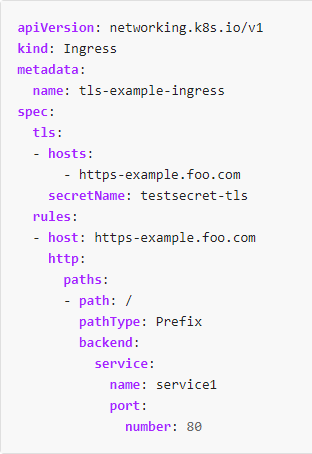 apiVersion: networking.k8s.io/v1
kind: Ingress
metadata:
  name: tls-example-ingress
spec:
  tls:
  - hosts:
      - https-example.foo.com
    secretName: testsecret-tls
  rules:
  - host: https-example.foo.com
    http:
      paths:
      - path: /
        pathType: Prefix
        backend:
          service:
            name: service1
            port:
              number: 80